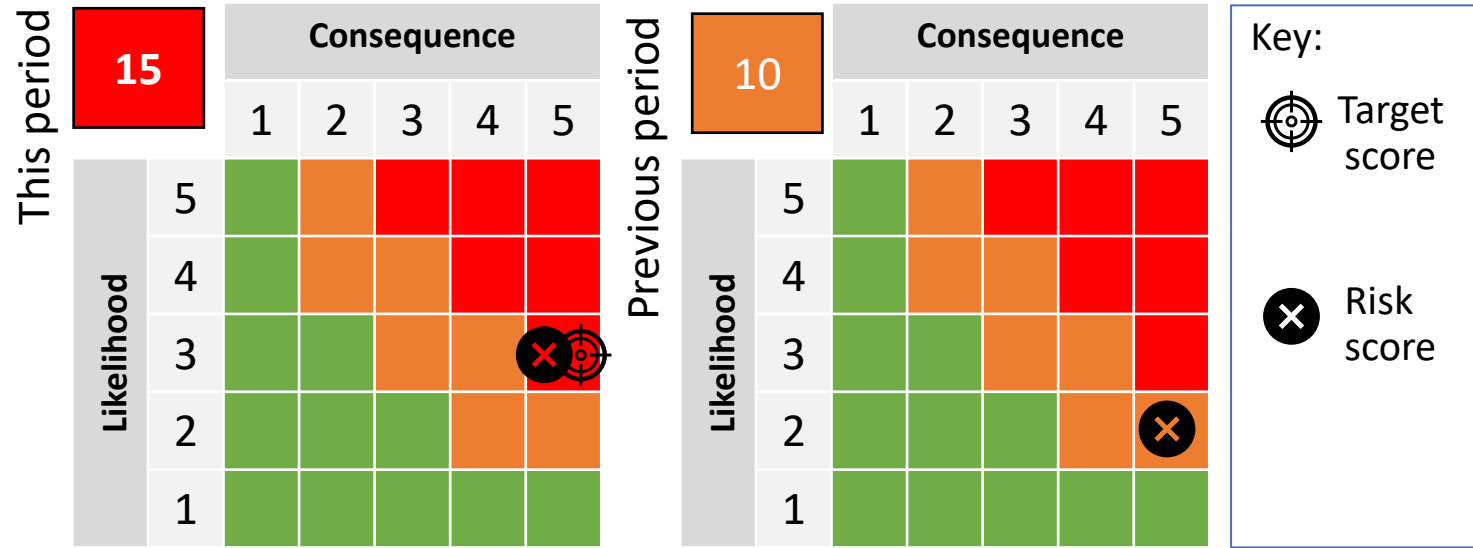 This period
15
Consequence
1 2 3 4 5
Likelihood
5
4
3
2
1
Previous period
10
Consequence
1 2 3 4 5
Likelihood
5
4
3
2
1
Key:
Target
score
Risk
score